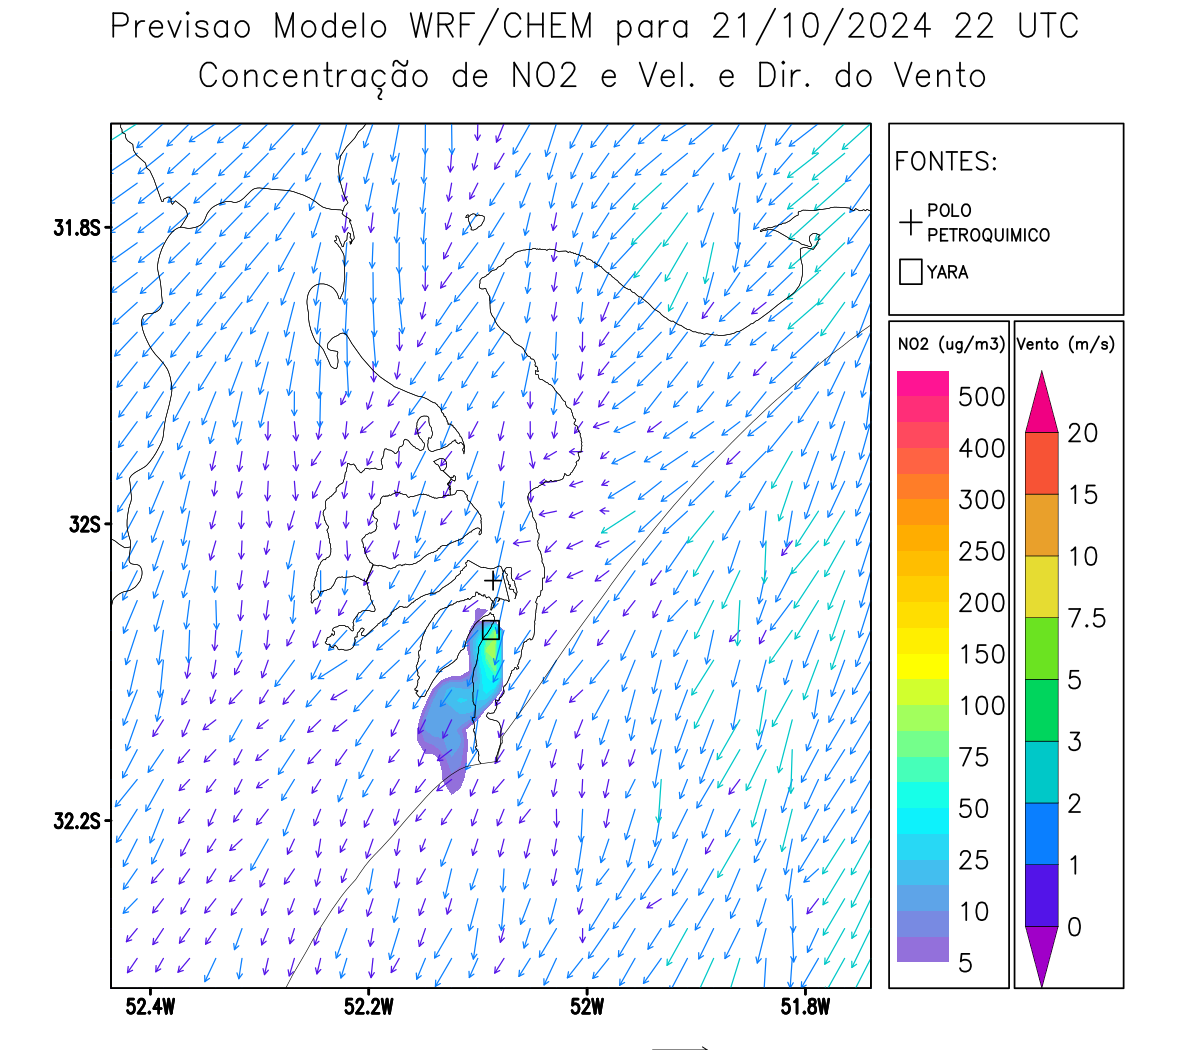 Previsao Modelo WRF/CHEM para 21/10/2024 22 UTC
Concentração de NO2 e Vel. e Dir. do Vento
FONTES:
POLO
PETROQUIMICO
YARA
31.8S
32S
32.2S
52.4W
52.2W
52W
51.8W
NO2 (ug/m3)
500
400
300
250
200
150
100
75
50
25
10
5
Vento (m/s)
20
15
10
7.5
5
3
2
1
0